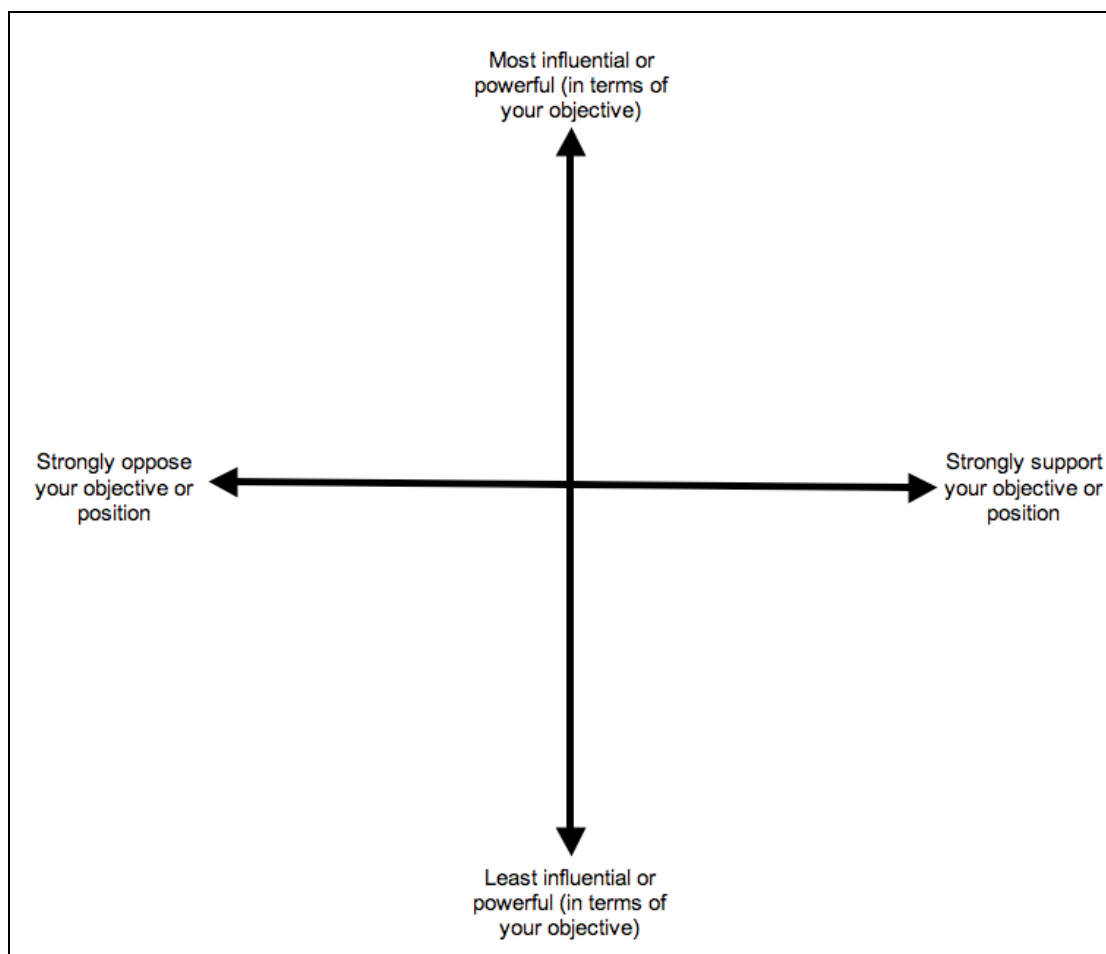 Most influential or
powerful (in terms of
your objective)
Strongly oppose
your objective or
position
Strongly support
your objective or
position
Least influential or
powerful (in terms of
your objective)